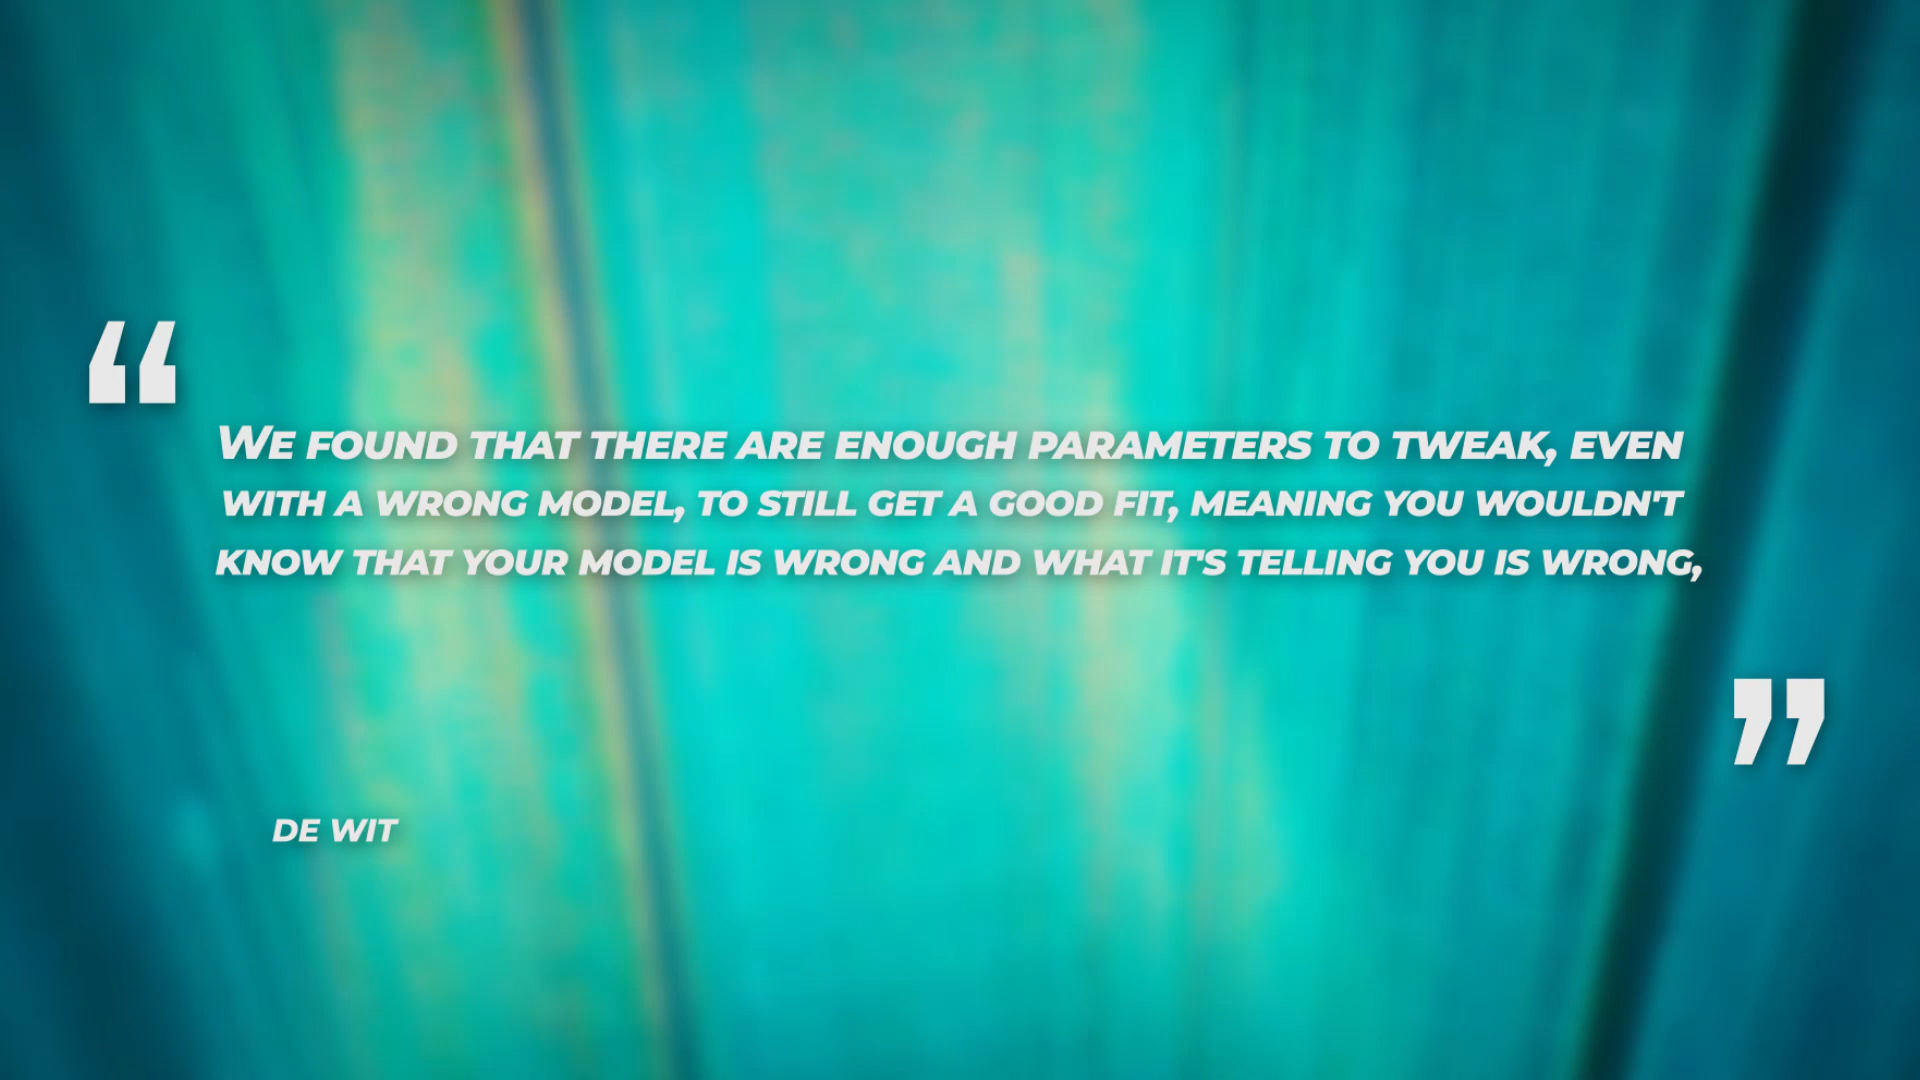 “
WE FOUND THAT THERE ARE ENOUGH PARAMETERS TO TWEAK, EVEN
WITH A WRONG MODEL, TO STILL GET A GOOD FIT, MEANING YOU WOULDN'T
KNOW THAT YOUR MODEL IS WRONG AND WHAT IT'S TELLING YOU IS WRONG,
”
DE WIT